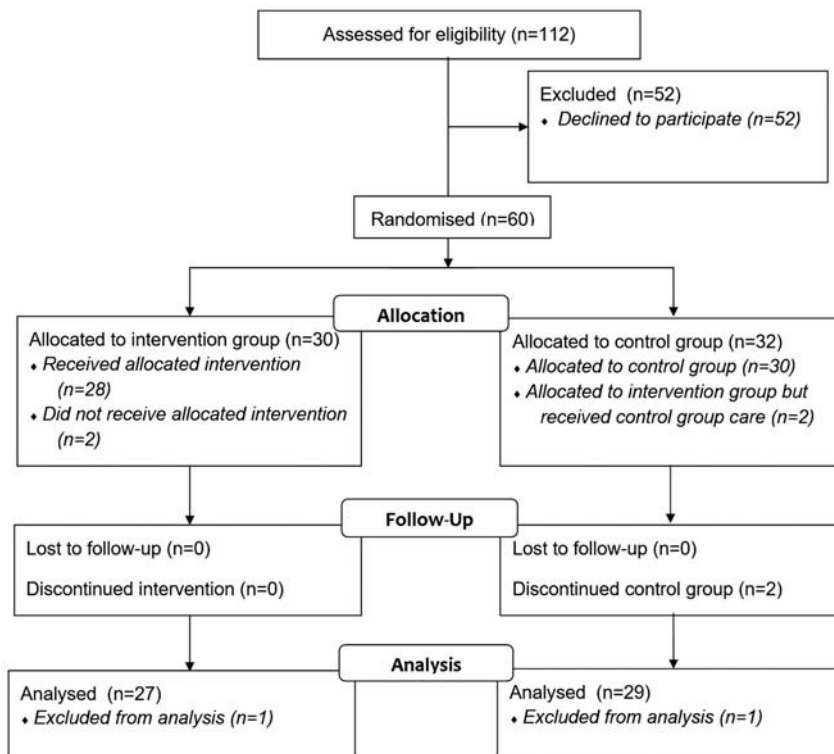 Assessed for eligibility (n=112)
Excluded (n=52)
⬧ Declined to participate (n=52)
Randomised (n=60)
Allocation
Allocated to intervention group (n=30)
⬧ Received allocated intervention
(n=28)
⬧ Did not receive allocated intervention
(n=2)
Allocated to control group (n=32)
⬧ Allocated to control group (n=30)
⬧ Allocated to intervention group but
received control group care (n=2)
Follow-Up
Lost to follow-up (n=0)
Discontinued intervention (n=0)
Lost to follow-up (n=0)
Discontinued control group (n=2)
Analysis
Analysed (n=27)
⬧ Excluded from analysis (n=1)
Analysed (n=29)
⬧ Excluded from analysis (n=1)